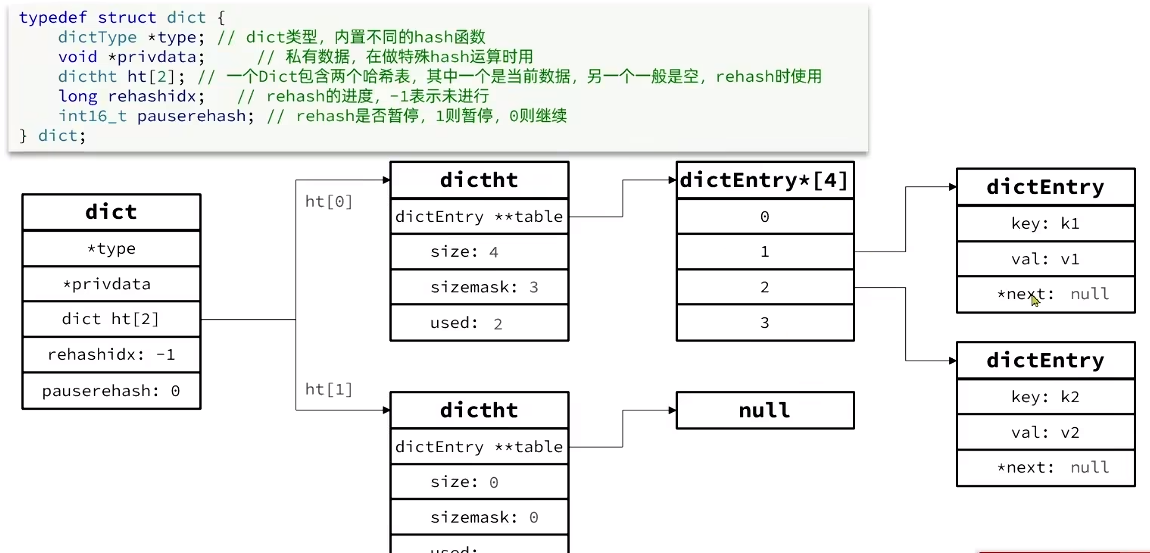 typedef struct dict {
dictType *type; // dict类型，内置不同的hash函数
void *privdata; // 私有数据，在做特殊hash运算时用
dictht ht[2]; // 一个Dict包含两个哈希表，其中一个是当前数据，另一个一般是空，rehash时使用
long rehashidx; // rehash的进度，-1表示未进行
int16_t pauserehash; // rehash是否暂停，1则暂停，0则继续
} dict;
dict
*type
*privdata
dict ht[2]
rehashidx: -1
pauserehash: 0
ht[0]
dictht
dictEntry **table
size: 4
sizemask: 3
used: 2
dictEntry*[4]
0
1
2
3
dictEntry
key: k1
val: v1
*next: null
dictEntry
key: k2
val: v2
*next: null
ht[1]
dictht
dictEntry **table
size: 0
sizemask: 0
used:
null